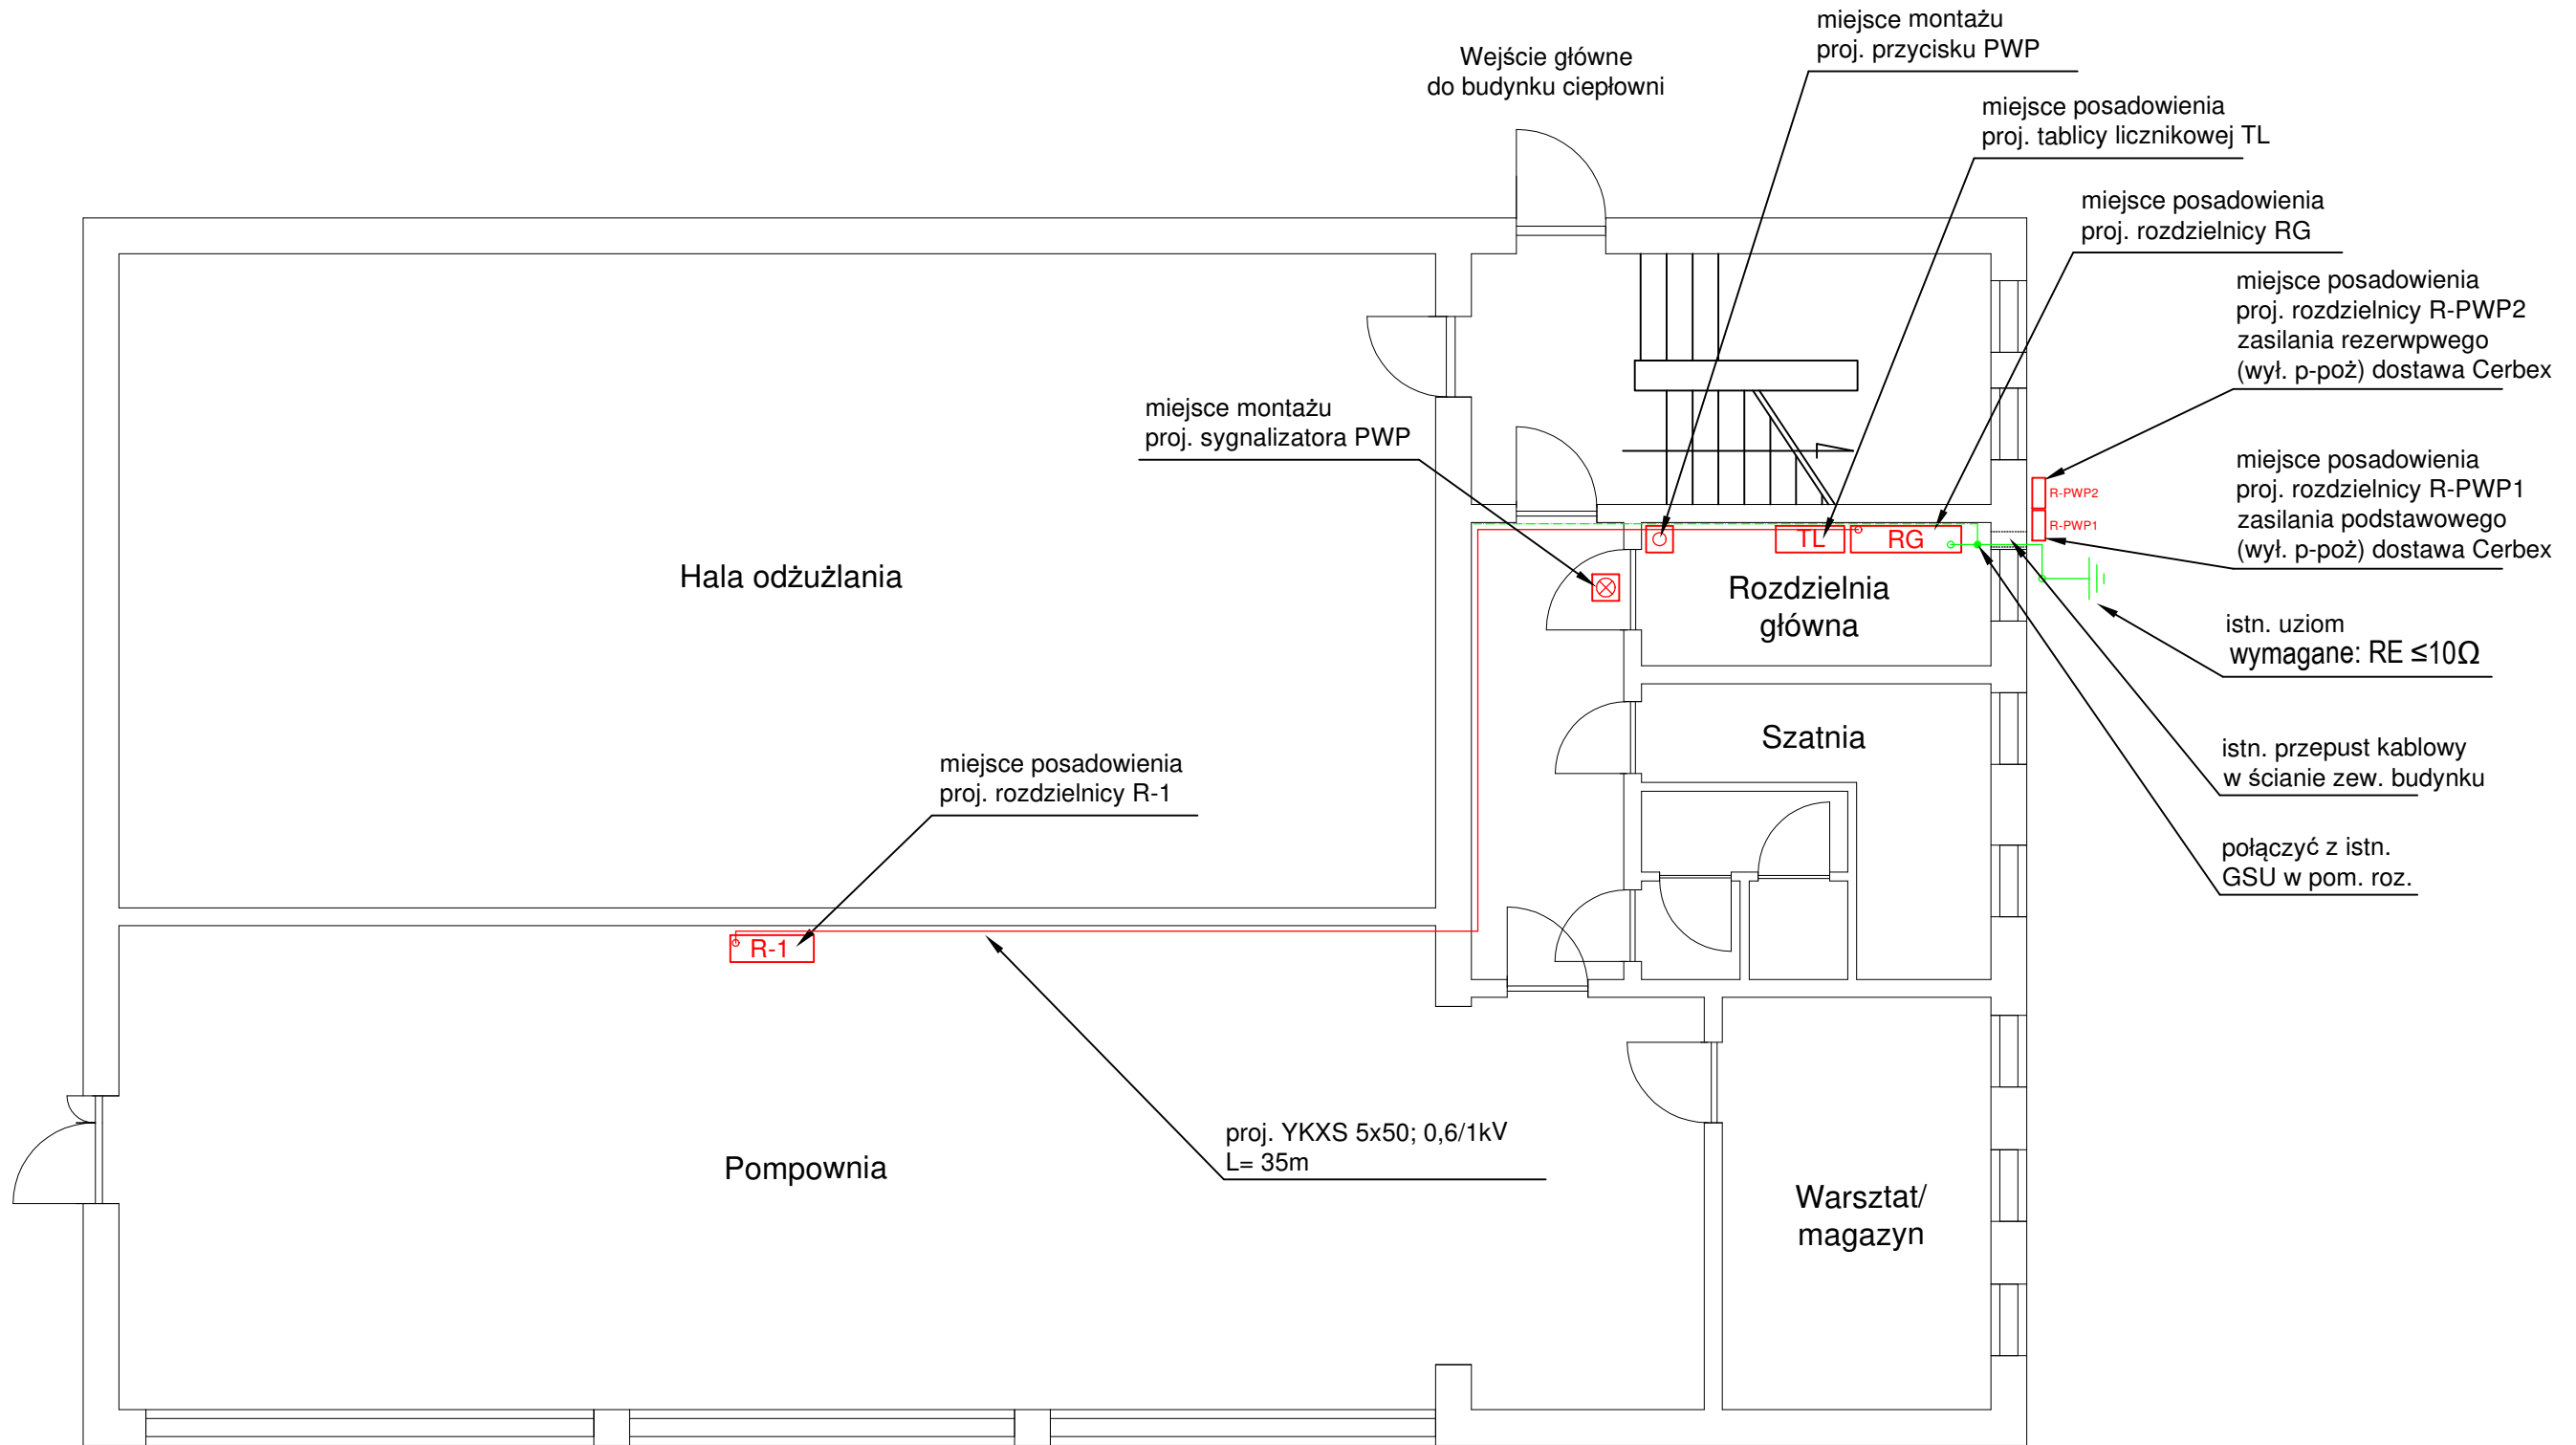 miejsce montażu
proj. przycisku PWP
Wejście główne
do budynku ciepłowni
miejsce posadowienia
proj. tablicy licznikowej TL
miejsce posadowienia
proj. rozdzielnicy RG
miejsce posadowienia
proj. rozdzielnicy R-PWP2
zasilania rezerwpwego
(wył. p-poż) dostawa Cerbex
miejsce montażu
proj. sygnalizatora PWP
miejsce posadowienia
proj. rozdzielnicy R-PWP1
zasilania podstawowego
(wył. p-poż) dostawa Cerbex
R-PWP2
R-PWP1
TL
RG
Hala odżużlania
Rozdzielnia
główna
istn. uziom
wymagane: RE ≤10Ω
Szatnia
istn. przepust kablowy
w ścianie zew. budynku
miejsce posadowienia
proj. rozdzielnicy R-1
połączyć z istn.
GSU w pom. roz.
R-1
proj. YKXS 5x50; 0,6/1kV
L= 35m
Pompownia
Warsztat/
magazyn